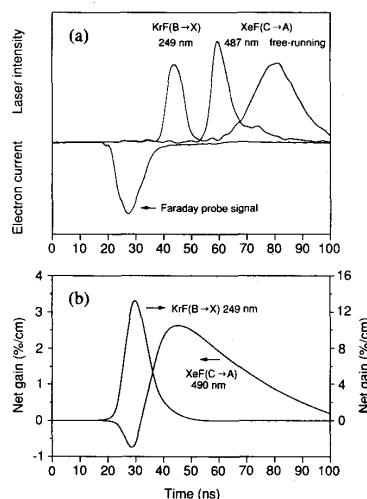 (a)
KrF(B→X)
249 nm
XeF(C→A)
487 nm free-running
Laser intensity
Electron current
Faraday probe signal
0 10 20 30 40 50 60 70 80 90 100
(b)
KrF(B→X) 249 nm
XeF(C→A)
490 nm
Net gain (%/cm)
4
3
2
1
0
-1
Net gain (%/cm)
16
12
8
4
0
0 10 20 30 40 50 60 70 80 90 100
Time (ns)